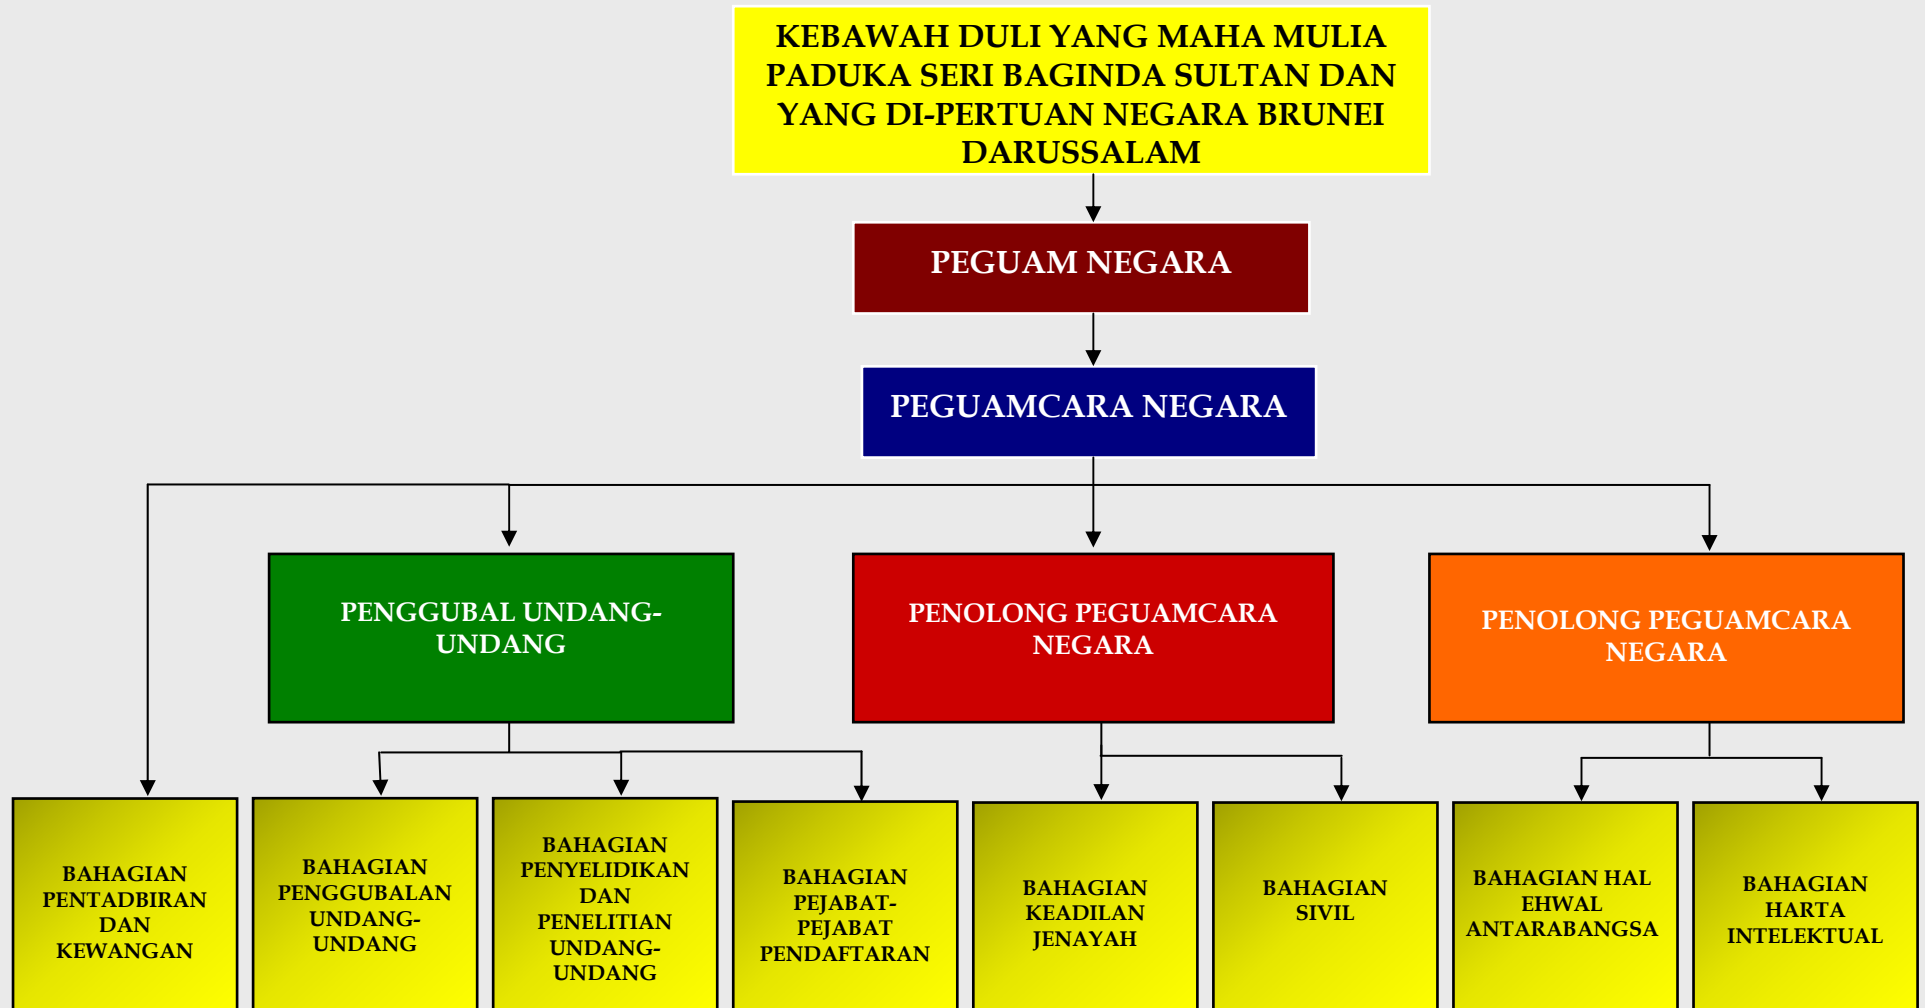 KEBAWAH DULI YANG MAHA MULIA
PADUKA SERI BAGINDA SULTAN DAN
YANG DI-PERTUAN NEGARA BRUNEI
DARUSSALAM
PEGUAM NEGARA
PEGUAMCARA NEGARA
PENGGUBAL UNDANG-
UNDANG
PENOLONG PEGUAMCARA
NEGARA
PENOLONG PEGUAMCARA
NEGARA
BAHAGIAN
PENTADBIRAN
DAN
KEWANGAN
BAHAGIAN
PENGGUBALAN
UNDANG-
UNDANG
BAHAGIAN
PENYELIDIKAN
DAN
PENELITIAN
UNDANG-
UNDANG
BAHAGIAN
PEJABAT-
PEJABAT
PENDAFTARAN
BAHAGIAN
KEADILAN
JENAYAH
BAHAGIAN
SIVIL
BAHAGIAN HAL
EHWAL
ANTARABANGSA
BAHAGIAN
HARTA
INTELEKTUAL